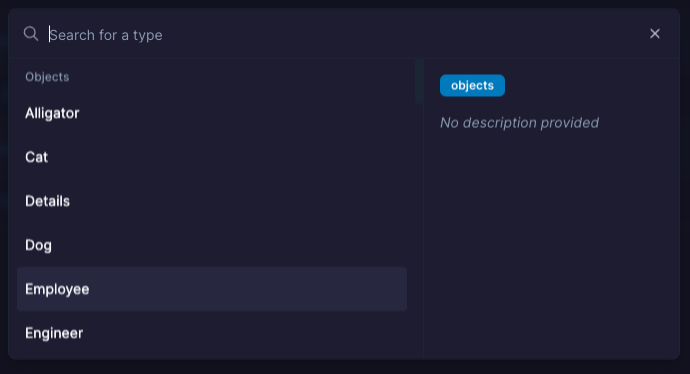 Search for a type
Objects
Alligator
Cat
Details
Dog
Employee
Engineer
objects
No description provided